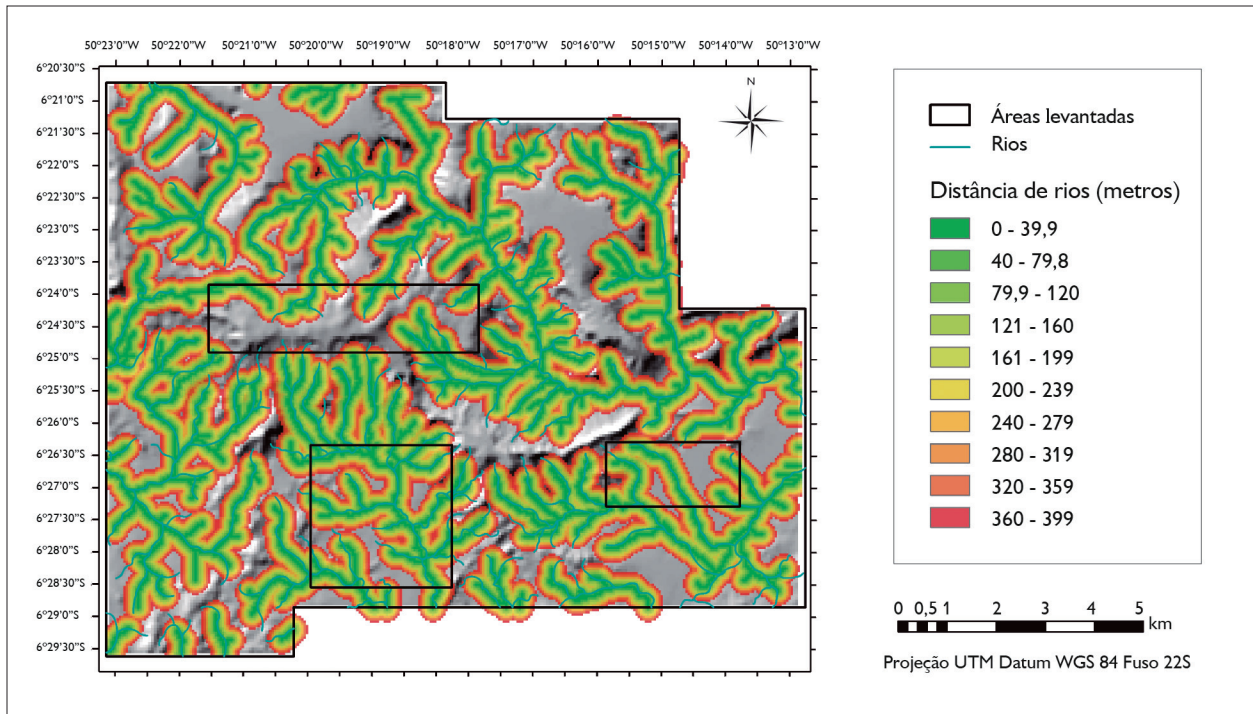 50°23'0"W 50°22'0"W 50°21'0"W 50°20'0"W 50°19'0"W 50°18'0"W 50°17'0"W 50°16'0"W 50°15'0"W 50°14'0"W 50°13'0"W
6°20'30"S
6°21'0"S
6°21'30"S
6°22'0"S
6°22'30"S
6°23'0"S
6°23'30"S
6°24'0"S
6°24'30"S
6°25'0"S
6°25'30"S
6°26'0"S
6°26'30"S
6°27'0"S
6°27'30"S
6°28'0"S
6°28'30"S
6°29'0"S
6°29'30"S
N
Áreas levantadas
Rios
Distância de rios (metros)
0 - 39,9
40 - 79,8
79,9 - 120
121 - 160
161 - 199
200 - 239
240 - 279
280 - 319
320 - 359
360 - 399
0 0,5 1 2 3 4 5
km
Projeção UTM Datum WGS 84 Fuso 22S